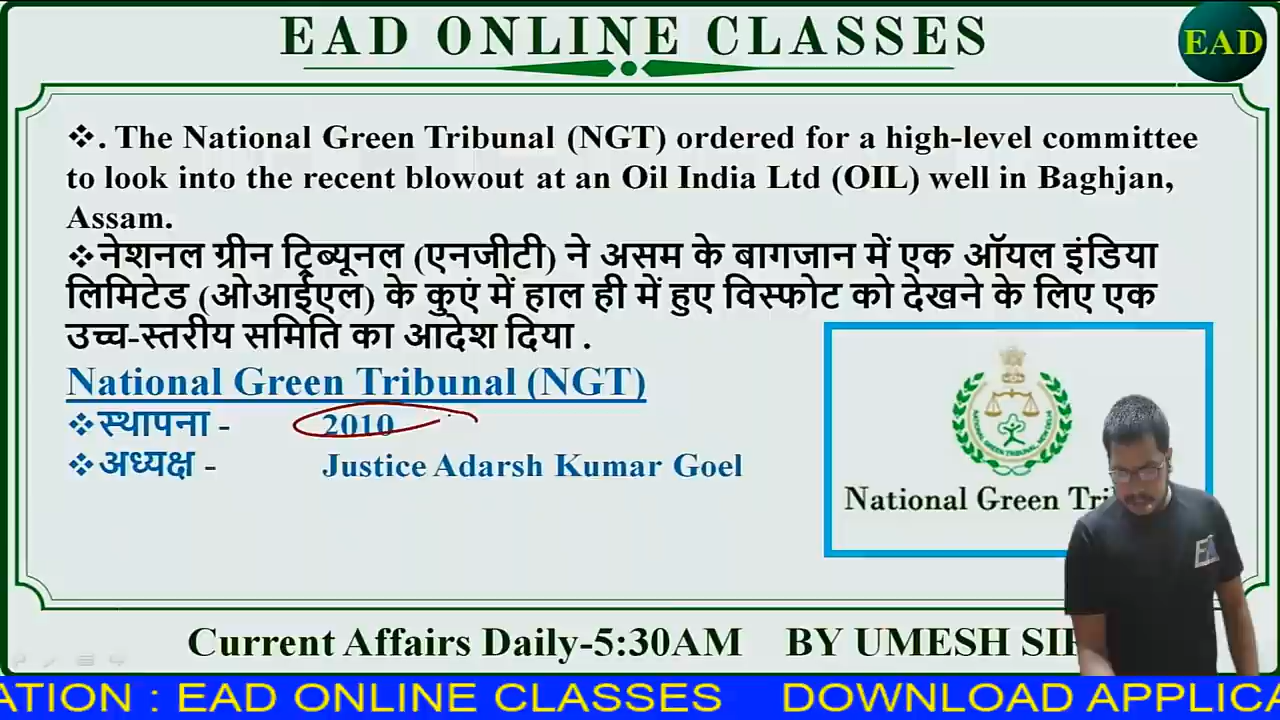 EAD ONLINE CLASSES
EAD
❖. The National Green Tribunal (NGT) ordered for a high-level committee
to look into the recent blowout at an Oil India Ltd (OIL) well in Baghjan,
Assam.
❖नेशनल ग्रीन ट्रिब्यूनल (एनजीटी) ने असम के बागजान में एक ऑयल इंडिया
लिमिटेड (ओआईएल) के कुएं में हाल ही में हुए विस्फोट को देखने के लिए एक
उच्च-स्तरीय समिति का आदेश दिया .
National Green Tribunal (NGT)
❖स्थापना - 2010
❖अध्यक्ष - Justice Adarsh Kumar Goel
National Green
Current Affairs Daily-5:30AM BY UMESH
ATION : EAD ONLINE CLASSES DOWNLOAD APPLICA